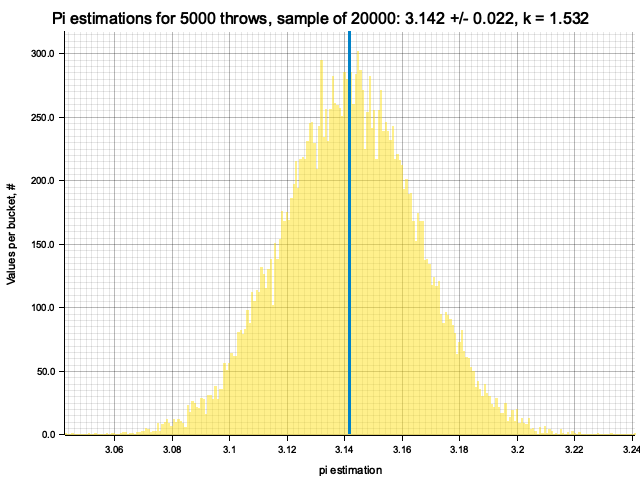 Pi estimations for 5000 throws, sample of 20000: 3.142 +/- 0.022, k = 1.532
300.0
250.0
200.0
150.0
100.0
50.0
0.0
Values per bucket, #
3.06 3.08 3.1 3.12 3.14 3.16 3.18 3.2 3.22 3.24
pi estimation